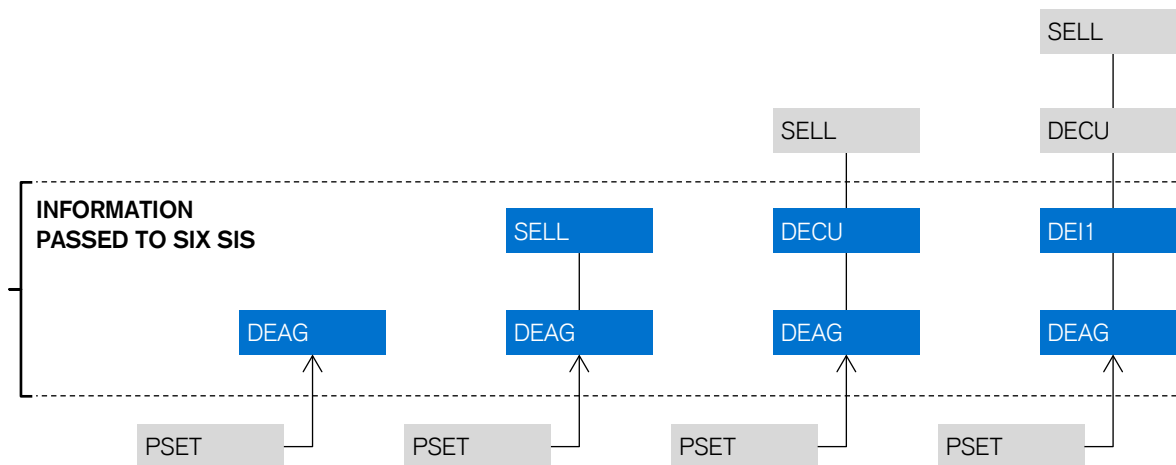 SELL
SELL DECU
INFORMATION
PASSED TO SIX SIS
SELL DECU DEI1
DEAG DEAG DEAG DEAG
PSET PSET PSET PSET